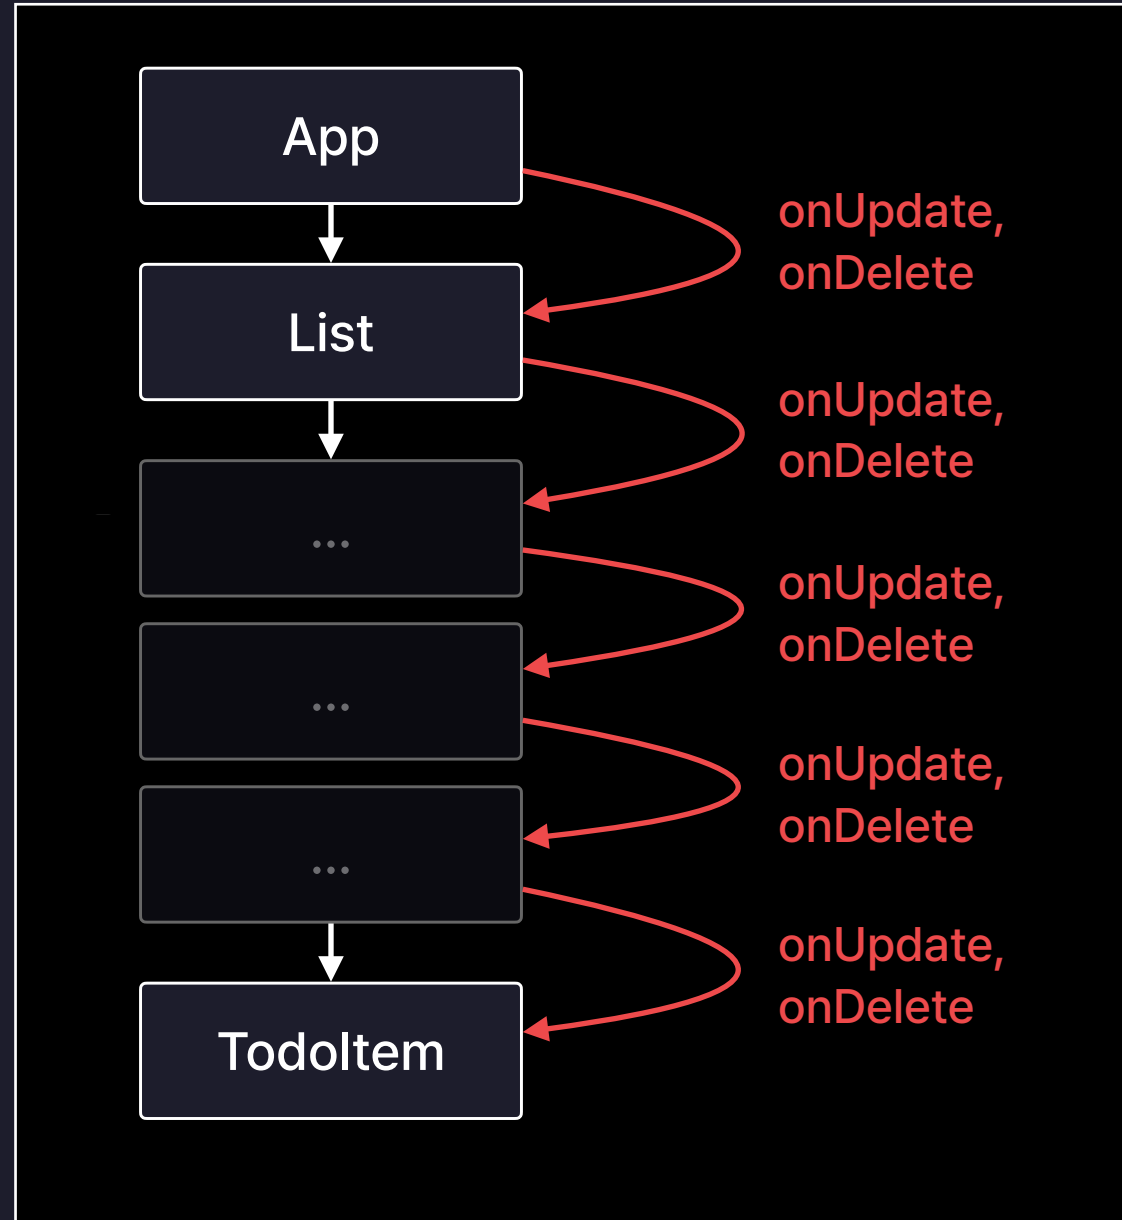 App
onUpdate,
onDelete
List
onUpdate,
onDelete
...
onUpdate,
onDelete
...
onUpdate,
onDelete
...
onUpdate,
onDelete
TodoItem